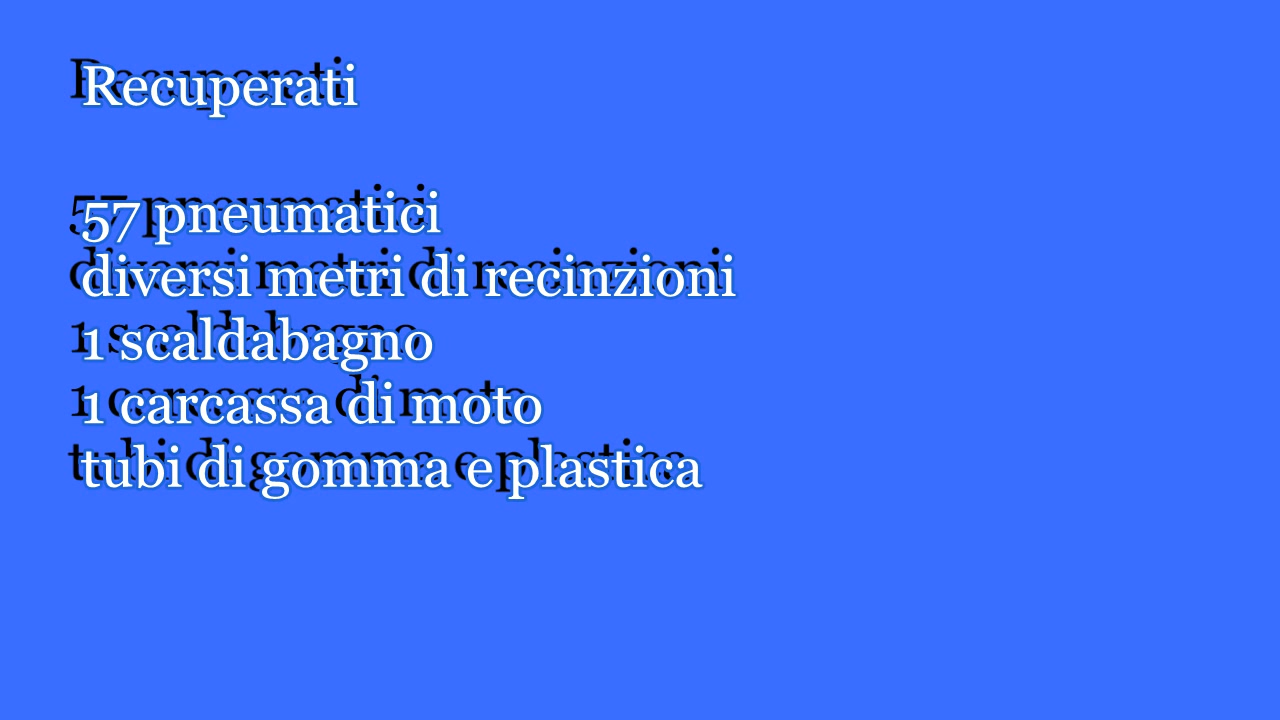 Recuperati
57 pneumatici
diversi metri di recinzioni
1 scaldabagno
1 carcassa di moto
tubi di gomma e plastica